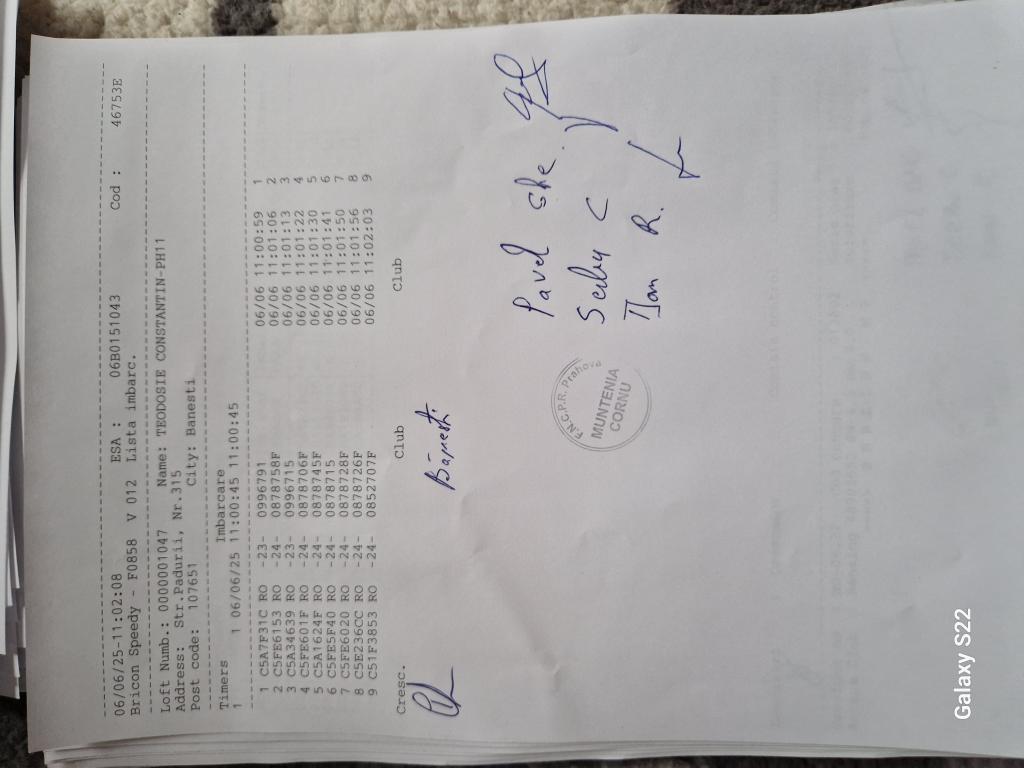 06/06/25-11:02:08 ESA : 06B0151043 Cod : 46753E
Bricon Speedy - F0858 V 012 Lista imbarc.
Loft Numb.: 0000001047 Name: TEODOSIE CONSTANTIN-PH11
Address: Str.Padurii, Nr.315
Post code: 107651 City: Banesti
Timers Imbarcare
1 1 06/06/25 11:00:45 11:00:45
1 C5A7F31C RO -23- 0996791 06/06 11:00:59 1
2 C5FE6153 RO -24- 0878758F 06/06 11:01:06 2
3 C5A34639 RO -23- 0996715 06/06 11:01:13 3
4 C5FE601F RO -24- 0878706F 06/06 11:01:22 4
5 C5A1624F RO -24- 0878745F 06/06 11:01:30 5
6 C5FE5F40 RO -24- 0878715 06/06 11:01:41 6
7 C5FE6020 RO -24- 0878728F 06/06 11:01:50 7
8 C5E236CC RO -24- 0878726F 06/06 11:01:56 8
9 C51F3853 RO -24- 0852707F 06/06 11:02:03 9
Cresc. Club Club
Bănești
Pavel Ghe.
C
R.
F.N.C.P.R. Prahova
MUNTENIA
CORNU
Galaxy S22